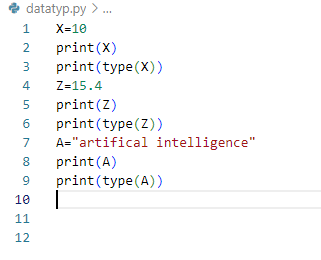 datatyp.py > ...
1 X=10
2 print(X)
3 print(type(X))
4 Z=15.4
5 print(Z)
6 print(type(Z))
7 A="artifical intelligence"
8 print(A)
9 print(type(A))
10
11
12